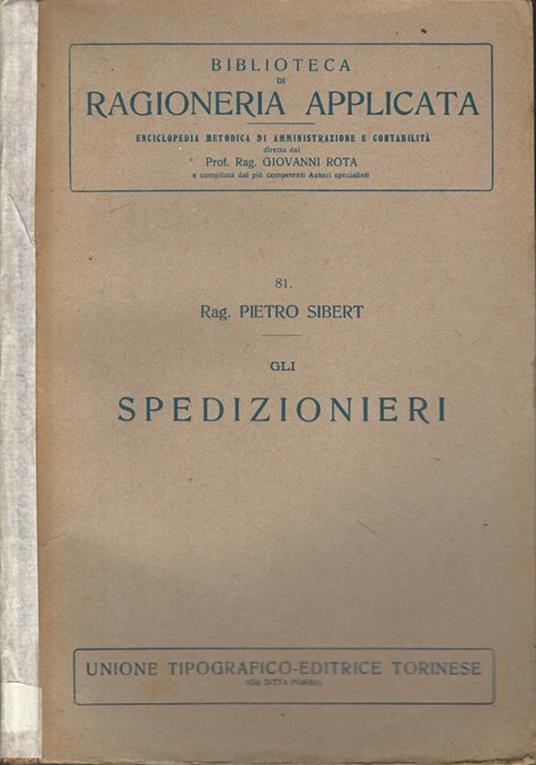 BIBLIOTECA
DI
RAGIONERIA APPLICATA
ENCICLOPEDIA METODICA DI AMMINISTRAZIONE E CONTABILITÀ
diretta dal
Prof. Rag. GIOVANNI ROTA
e compilata dai più competenti Autori specialisti
81.
Rag. PIETRO SIBERT
GLI
SPEDIZIONIERI
UNIONE TIPOGRAFICO-EDITRICE TORINESE
(GIÀ DITTA POMBA)